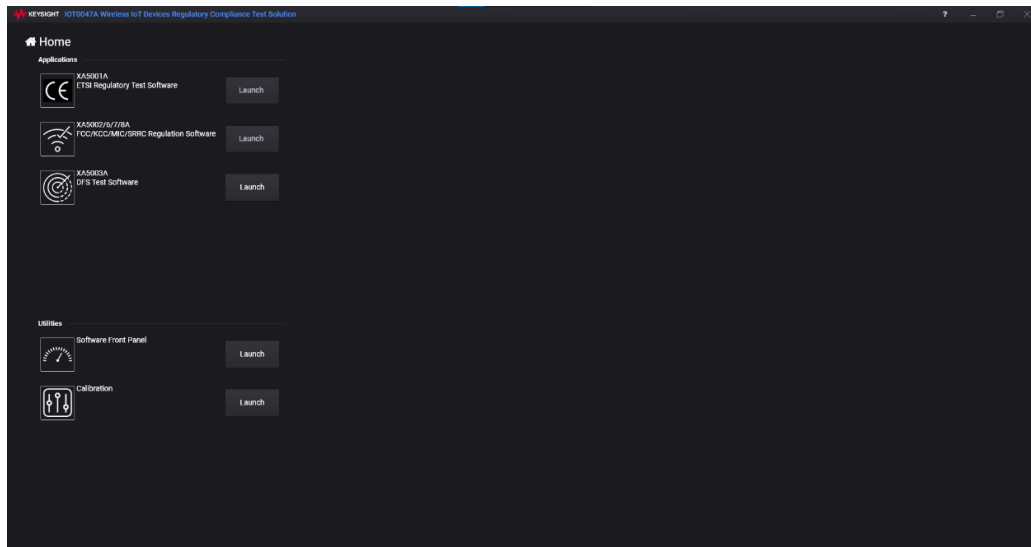 KEYSIGHT IOT0047A Wireless IoT Devices Regulatory Compliance Test Solution
?
Home
Applications
XA5001A
ETSI Regulatory Test Software
Launch
XA5002/6/7/8A
FCC/KCC/MIC/SRRC Regulation Software
Launch
XA5003A
DFS Test Software
Launch
Utilities
Software Front Panel
Launch
Calibration
Launch